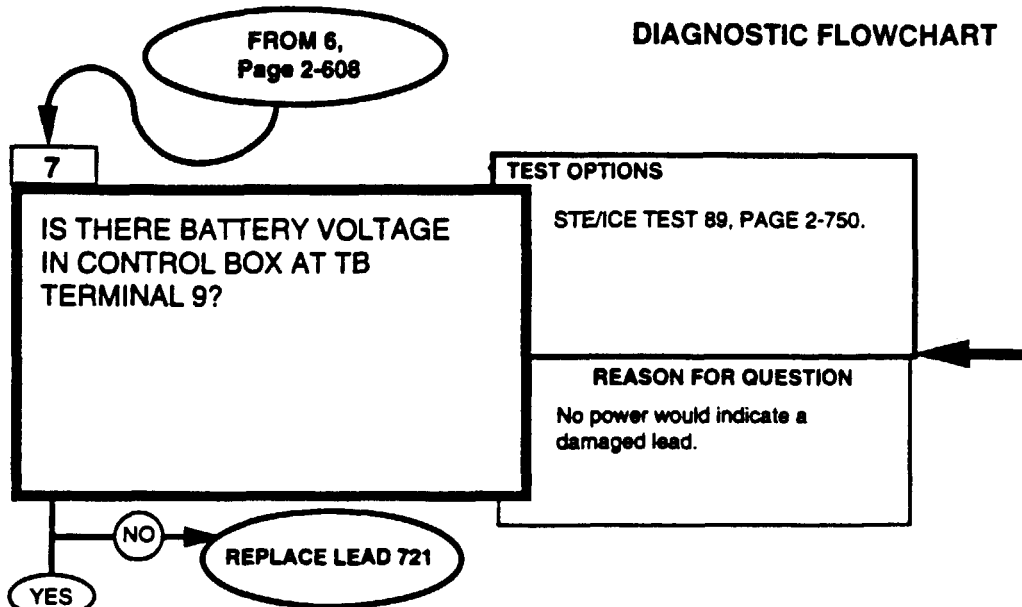 DIAGNOSTIC FLOWCHART
FROM 6,
Page 2-608
7
IS THERE BATTERY VOLTAGE
IN CONTROL BOX AT TB
TERMINAL 9?
TEST OPTIONS
STE/ICE TEST 89, PAGE 2-750.
REASON FOR QUESTION
No power would indicate a
damaged lead.
NO
REPLACE LEAD 721
YES